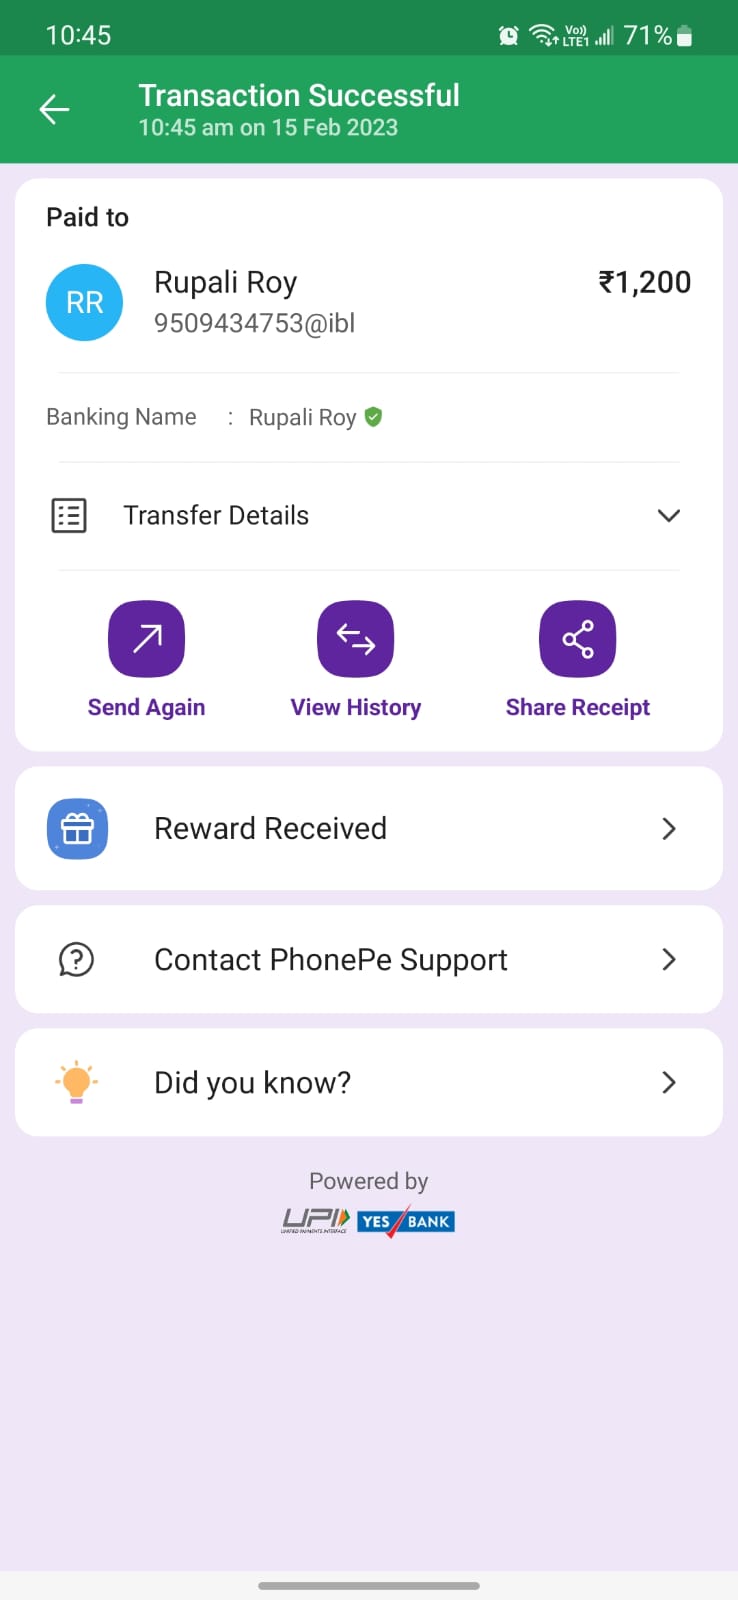 10:45
Vo))
LTE1
71%
Transaction Successful
10:45 am on 15 Feb 2023
Paid to
RR
Rupali Roy
₹1,200
9509434753@ibl
Banking Name : Rupali Roy
Transfer Details
Send Again
View History
Share Receipt
Reward Received
Contact PhonePe Support
Did you know?
Powered by
UPI
UNIFIED PAYMENTS INTERFACE
YES BANK